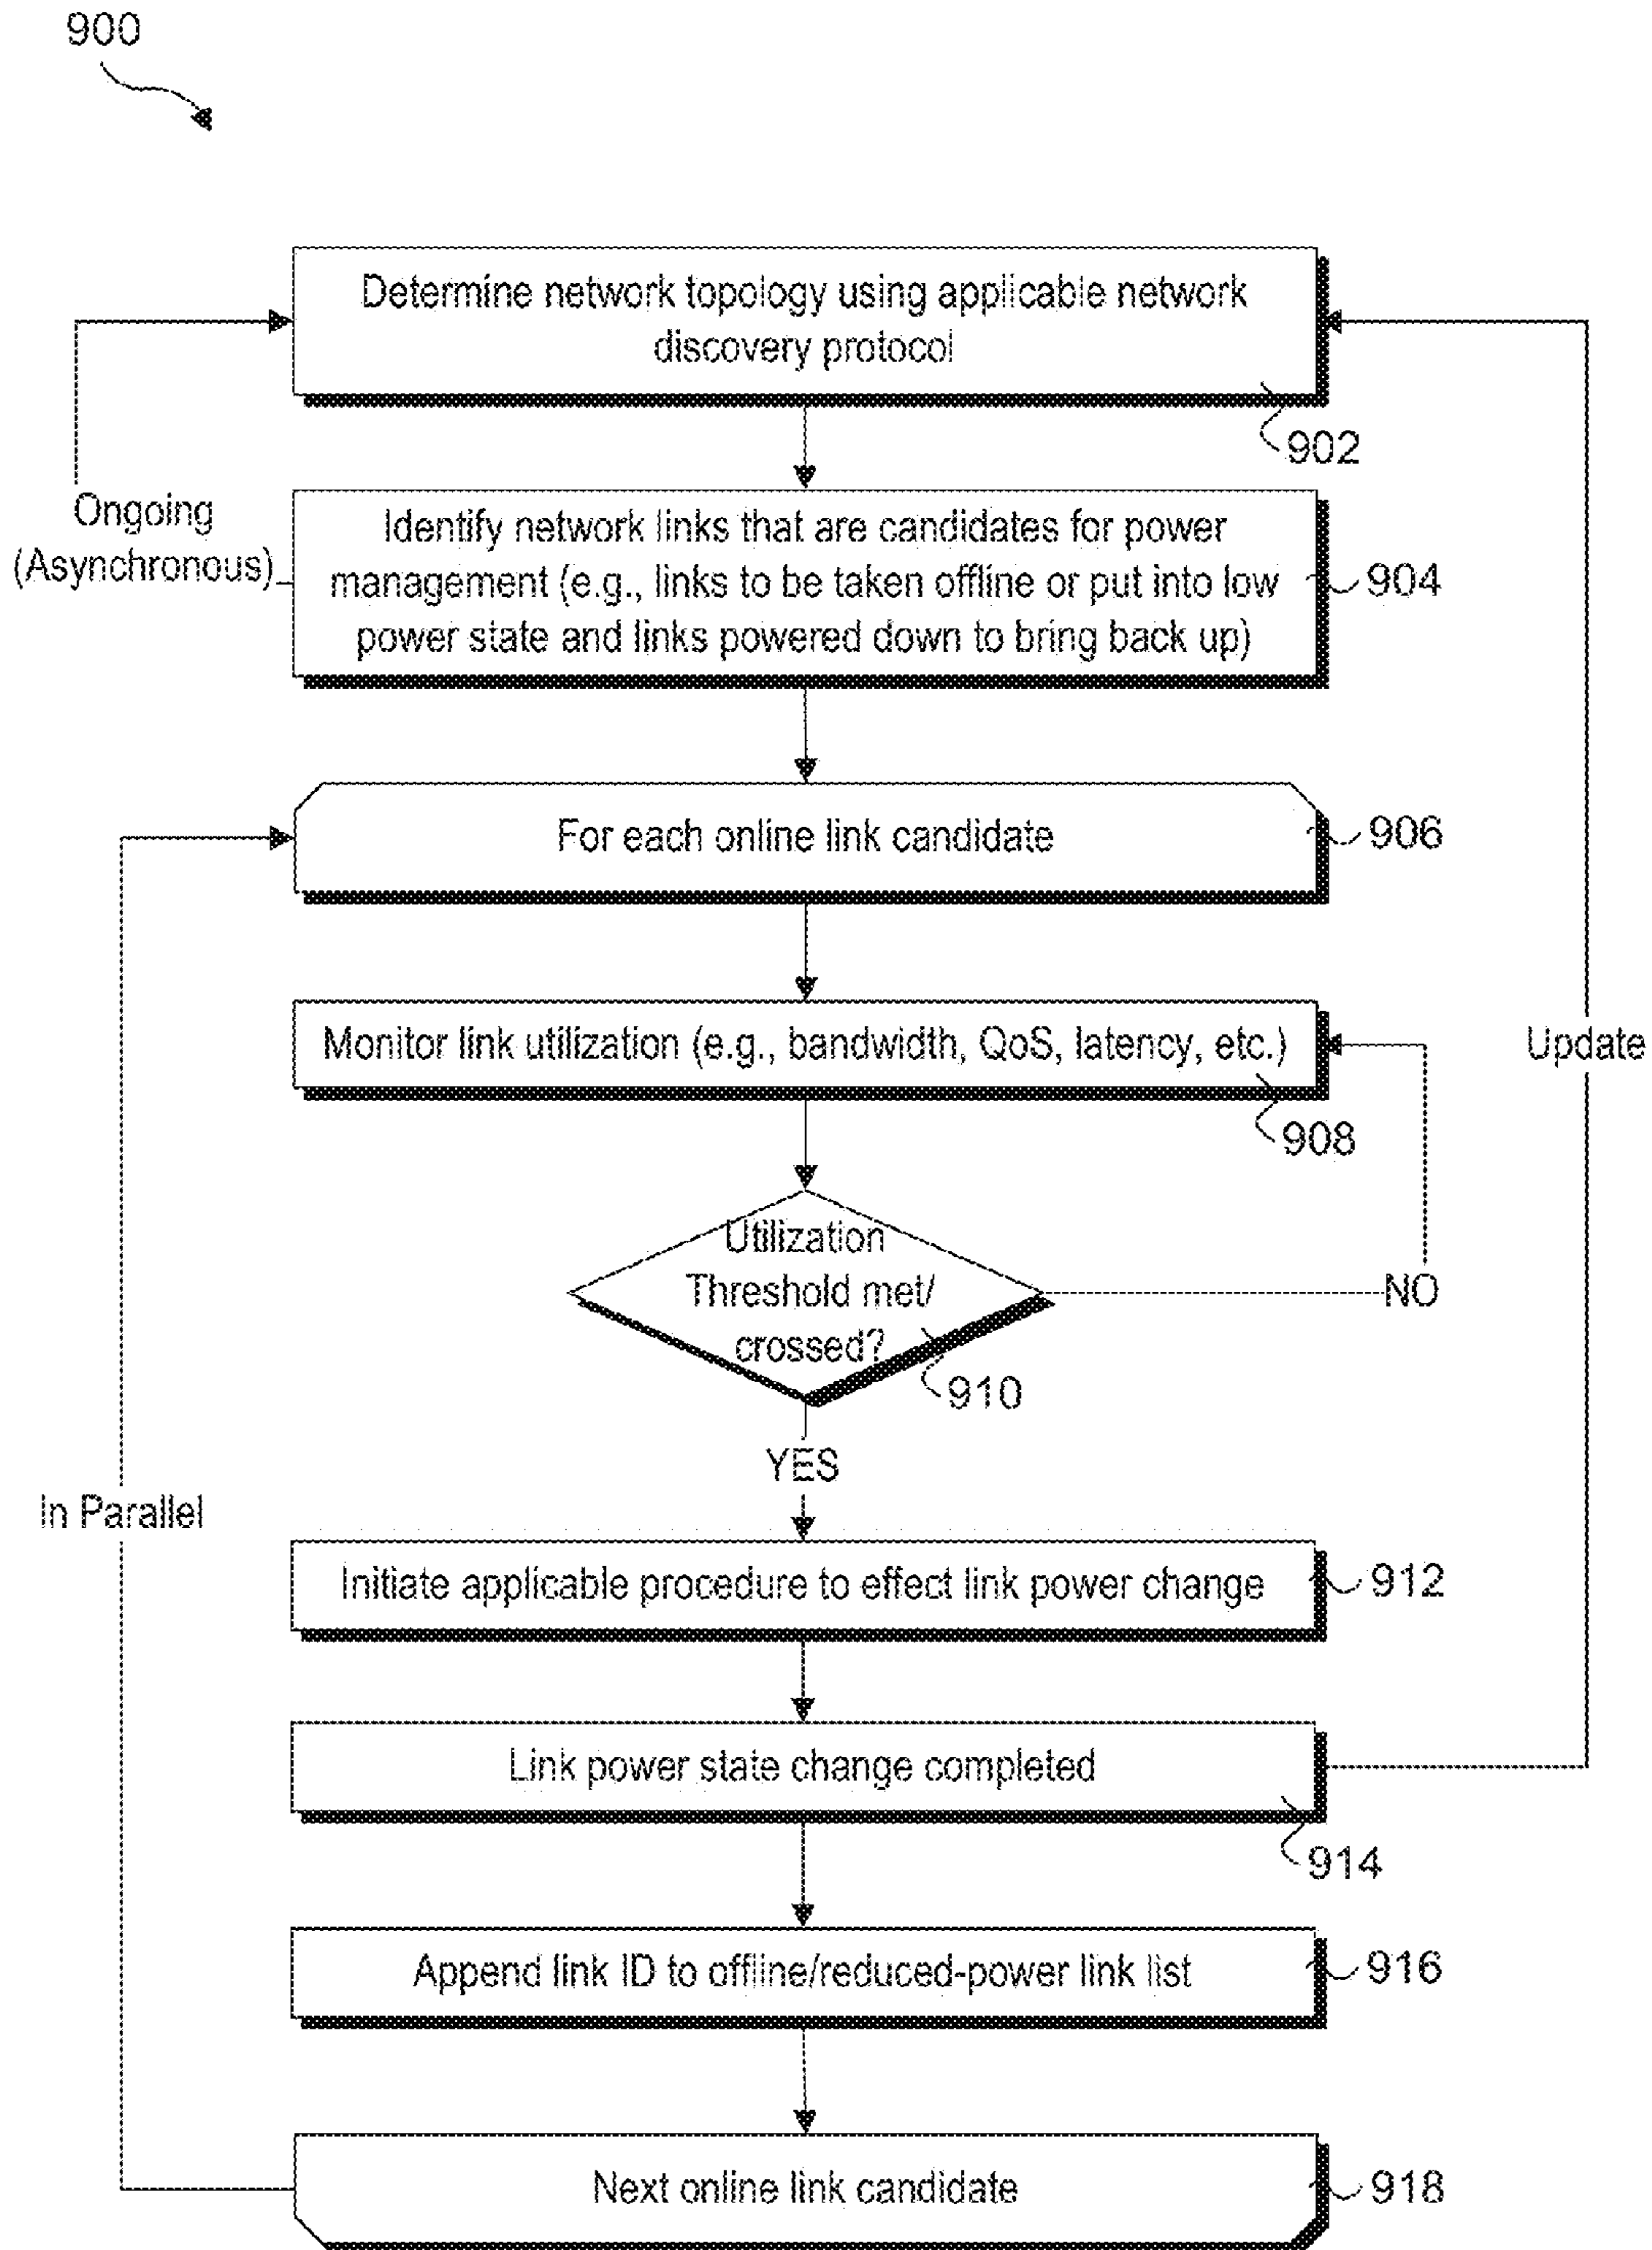 900
Determine network topology using applicable network
discovery protocol
902
Ongoing
(Asynchronous)
Identify network links that are candidates for power
management (e.g., links to be taken offline or put into low
power state and links powered down to bring back up)
904
For each online link candidate
906
Monitor link utilization (e.g., bandwidth, QoS, latency, etc.)
908
Update
Utilization
Threshold met/
crossed?
910
NO
YES
in Parallel
Initiate applicable procedure to effect link power change
912
Link power state change completed
914
Append link ID to offline/reduced-power link list
916
Next online link candidate
918